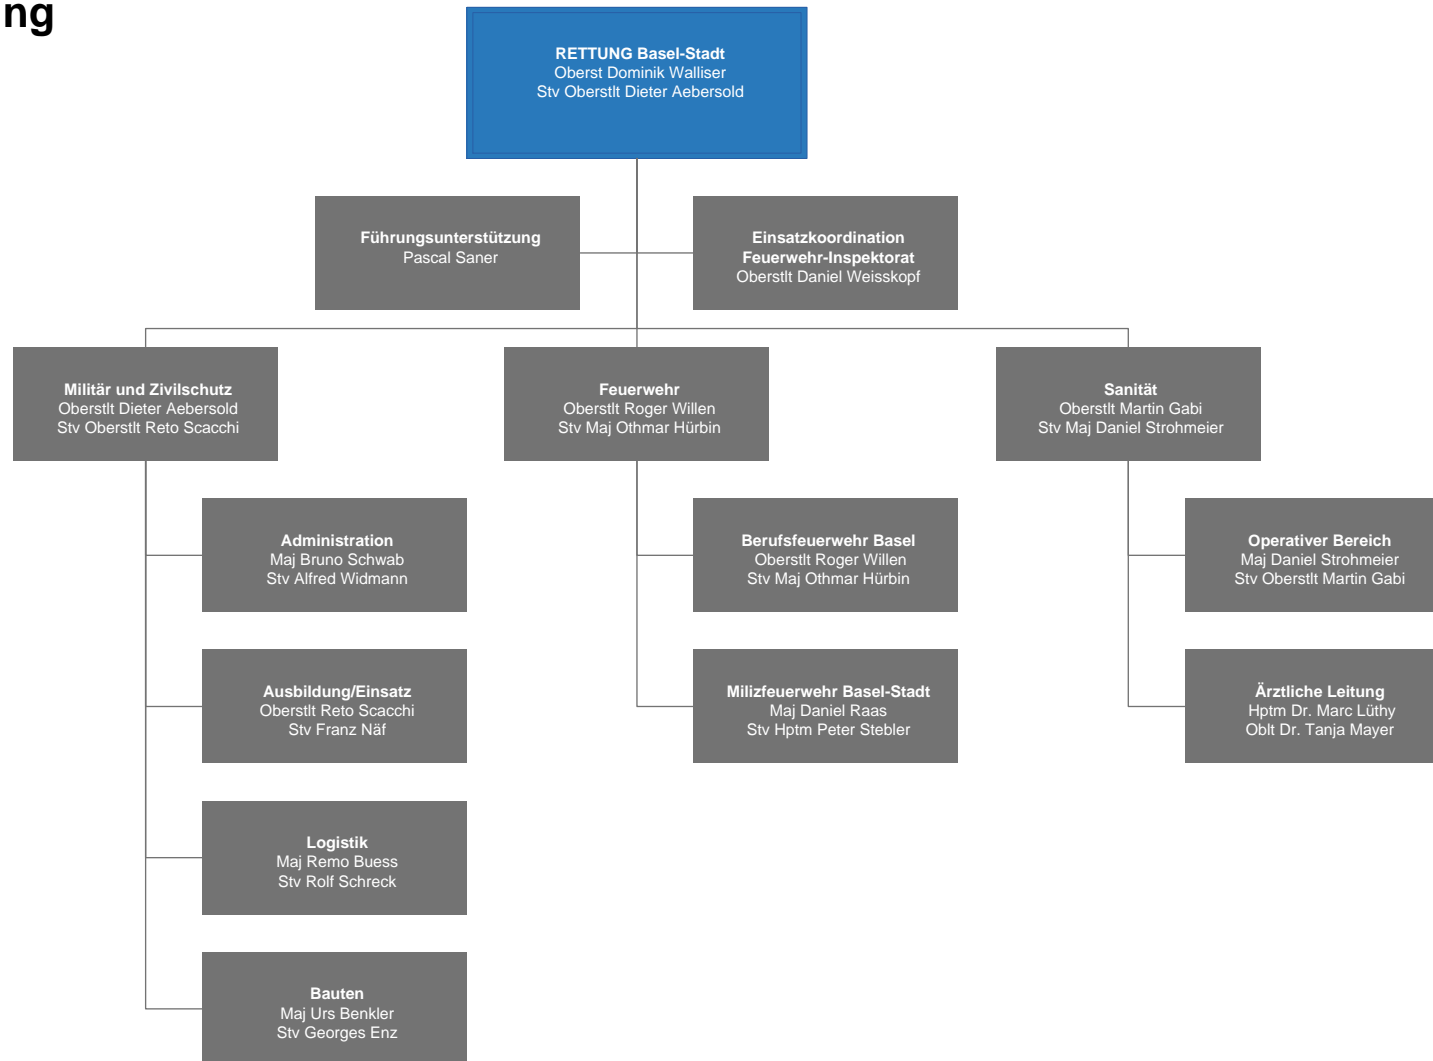 ng
RETTUNG Basel-Stadt
Oberst Dominik Walliser
Stv Oberstlt Dieter Aebersold
Führungsunterstützung
Pascal Saner
Einsatzkoordination
Feuerwehr-Inspektorat
Oberstlt Daniel Weisskopf
Militär und Zivilschutz
Oberstlt Dieter Aebersold
Stv Oberstlt Reto Scacchi
Feuerwehr
Oberstlt Roger Willen
Stv Maj Othmar Hürbin
Sanität
Oberstlt Martin Gabi
Stv Maj Daniel Strohmeier
Administration
Maj Bruno Schwab
Stv Alfred Widmann
Berufsfeuerwehr Basel
Oberstlt Roger Willen
Stv Maj Othmar Hürbin
Operativer Bereich
Maj Daniel Strohmeier
Stv Oberstlt Martin Gabi
Ausbildung/Einsatz
Oberstlt Reto Scacchi
Stv Franz Näf
Milizfeuerwehr Basel-Stadt
Maj Daniel Raas
Stv Hptm Peter Stebler
Ärztliche Leitung
Hptm Dr. Marc Lüthy
Oblt Dr. Tanja Mayer
Logistik
Maj Remo Buess
Stv Rolf Schreck
Bauten
Maj Urs Benkler
Stv Georges Enz